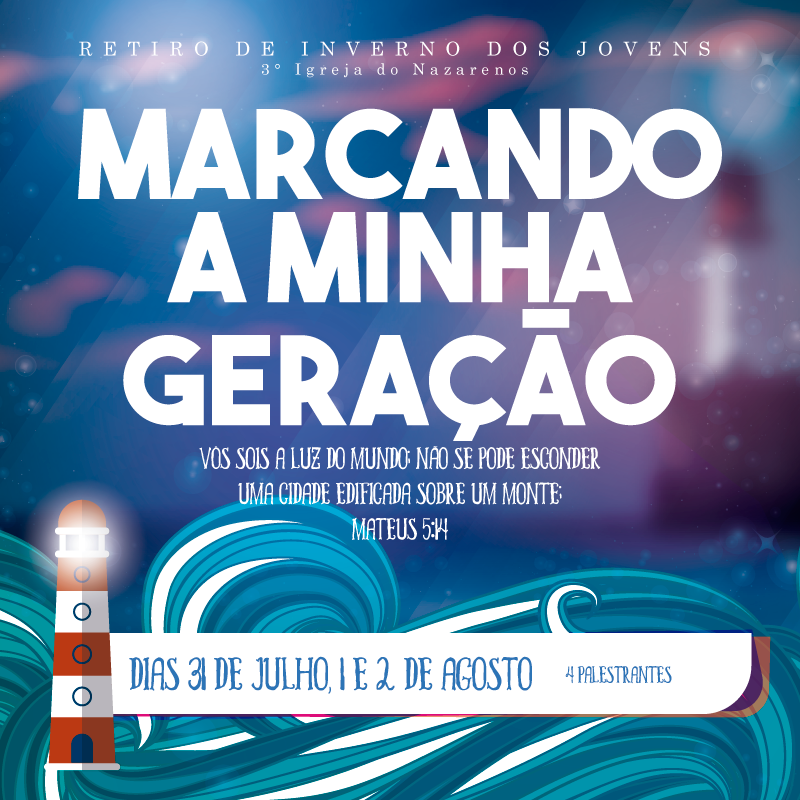 RETIRO DE INVERNO DOS JOVENS
3° Igreja do Nazarenos
MARCANDO
A MINHA
GERAÇÃO
VÓS SOIS A LUZ DO MUNDO; NÃO SE PODE ESCONDER
UMA CIDADE EDIFICADA SOBRE UM MONTE;
MATEUS 5:14
DIAS 31 DE JULHO, 1 E 2 DE AGOSTO 4 PALESTRANTES